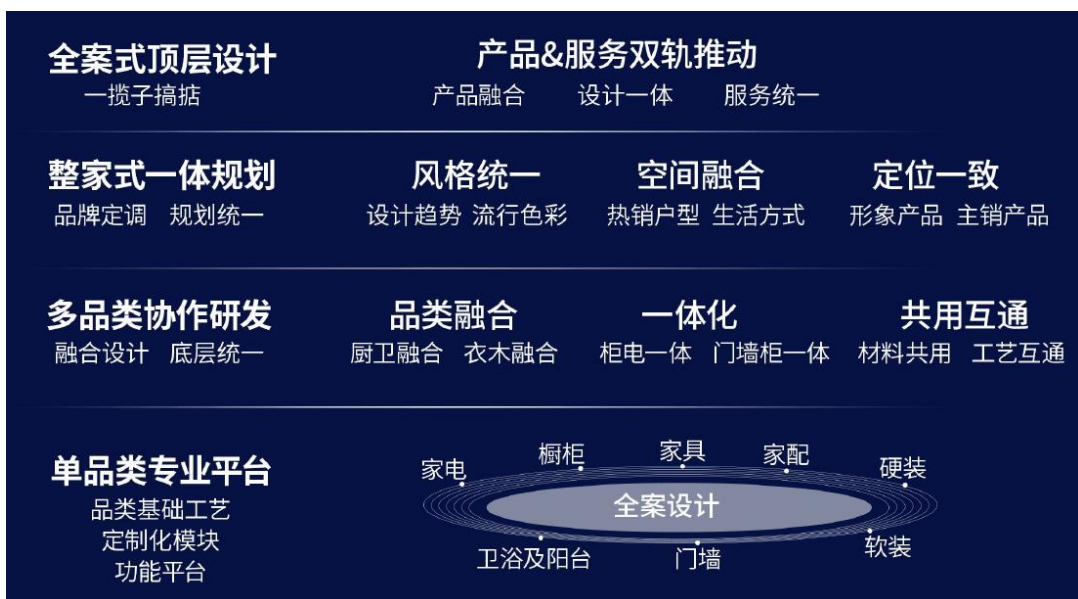 全案式顶层设计
一揽子搞掂
产品&服务双轨推动
产品融合 设计一体 服务统一
整家式一体规划
品牌定调 规划统一
风格统一
设计趋势 流行色彩
空间融合
热销户型 生活方式
定位一致
形象产品 主销产品
多品类协作研发
融合设计 底层统一
品类融合
厨卫融合 衣木融合
一体化
柜电一体 门墙柜一体
共用互通
材料共用 工艺互通
单品类专业平台
品类基础工艺
定制化模块
功能平台
家电
橱柜
家具
家配
硬装
全案设计
卫浴及阳台
门墙
软装